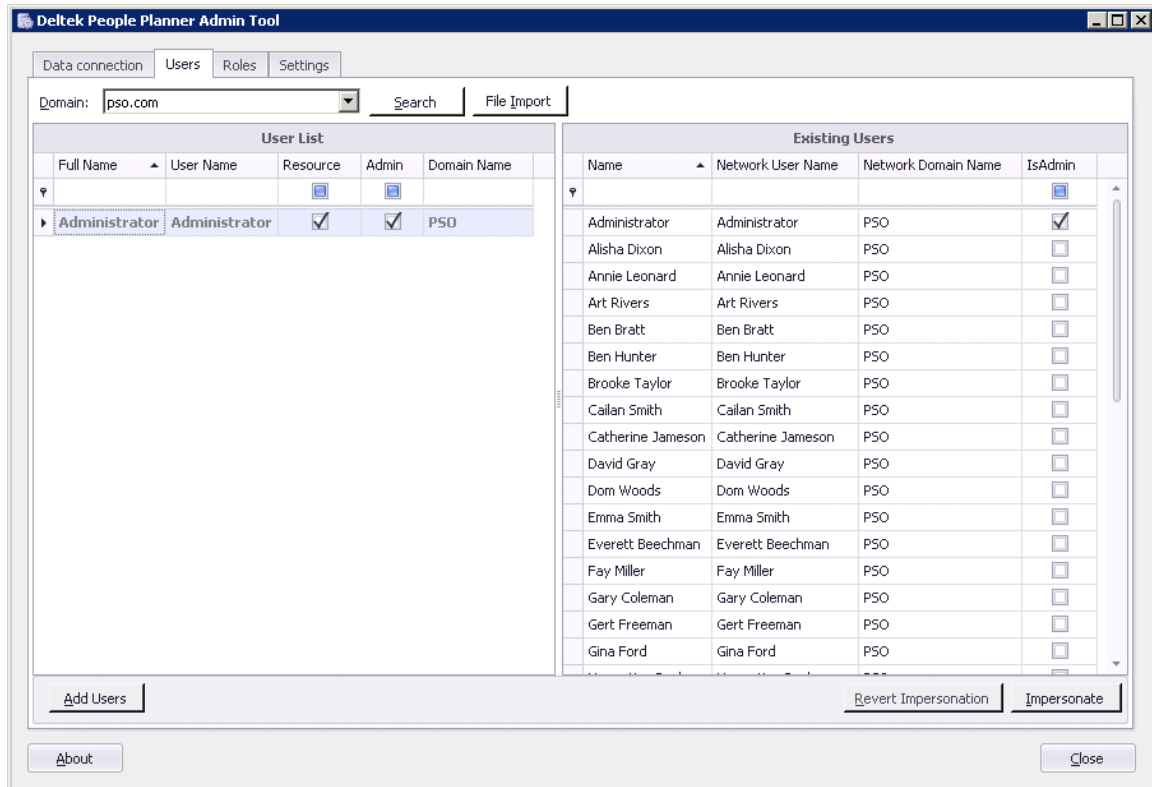 Deltek People Planner Admin Tool
Data connection Users Roles Settings
Domain: pso.com Search File Import
User List Existing Users
Full Name User Name Resource Admin Domain Name Name Network User Name Network Domain Name IsAdmin
Administrator Administrator PSO Administrator Administrator PSO
Alisha Dixon Alisha Dixon PSO
Annie Leonard Annie Leonard PSO
Art Rivers Art Rivers PSO
Ben Bratt Ben Bratt PSO
Ben Hunter Ben Hunter PSO
Brooke Taylor Brooke Taylor PSO
Cailan Smith Cailan Smith PSO
Catherine Jameson Catherine Jameson PSO
David Gray David Gray PSO
Dom Woods Dom Woods PSO
Emma Smith Emma Smith PSO
Everett Beechman Everett Beechman PSO
Fay Miller Fay Miller PSO
Gary Coleman Gary Coleman PSO
Gert Freeman Gert Freeman PSO
Gina Ford Gina Ford PSO
Add Users Revert Impersonation Impersonate
About Close